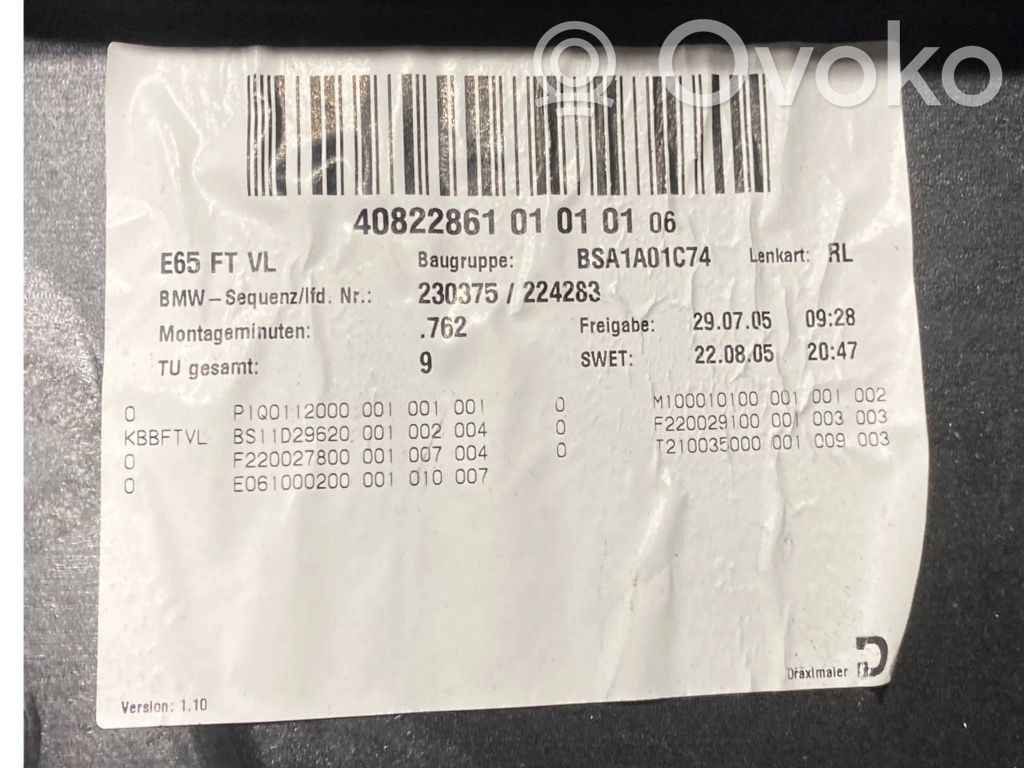 Ovoko
40822861 01 01 01 06
E65 FT VL Baugruppe: BSA1A01C74 Lenkart: RL
BMW-Sequenz/lfd. Nr.: 230375 / 224283
Montageminuten: .762 Freigabe: 29.07.05 09:28
TU gesamt: 9 SWET: 22.08.05 20:47
0 P1Q0112000 001 001 001 0 M100010100 001 001 002
KBBFTVL BS11D29620 001 002 004 0 F220029100 001 003 003
0 F220027800 001 007 004 0 T210035000 001 009 003
0 E061000200 001 010 007
Dräxlmaier
Version: 1.10